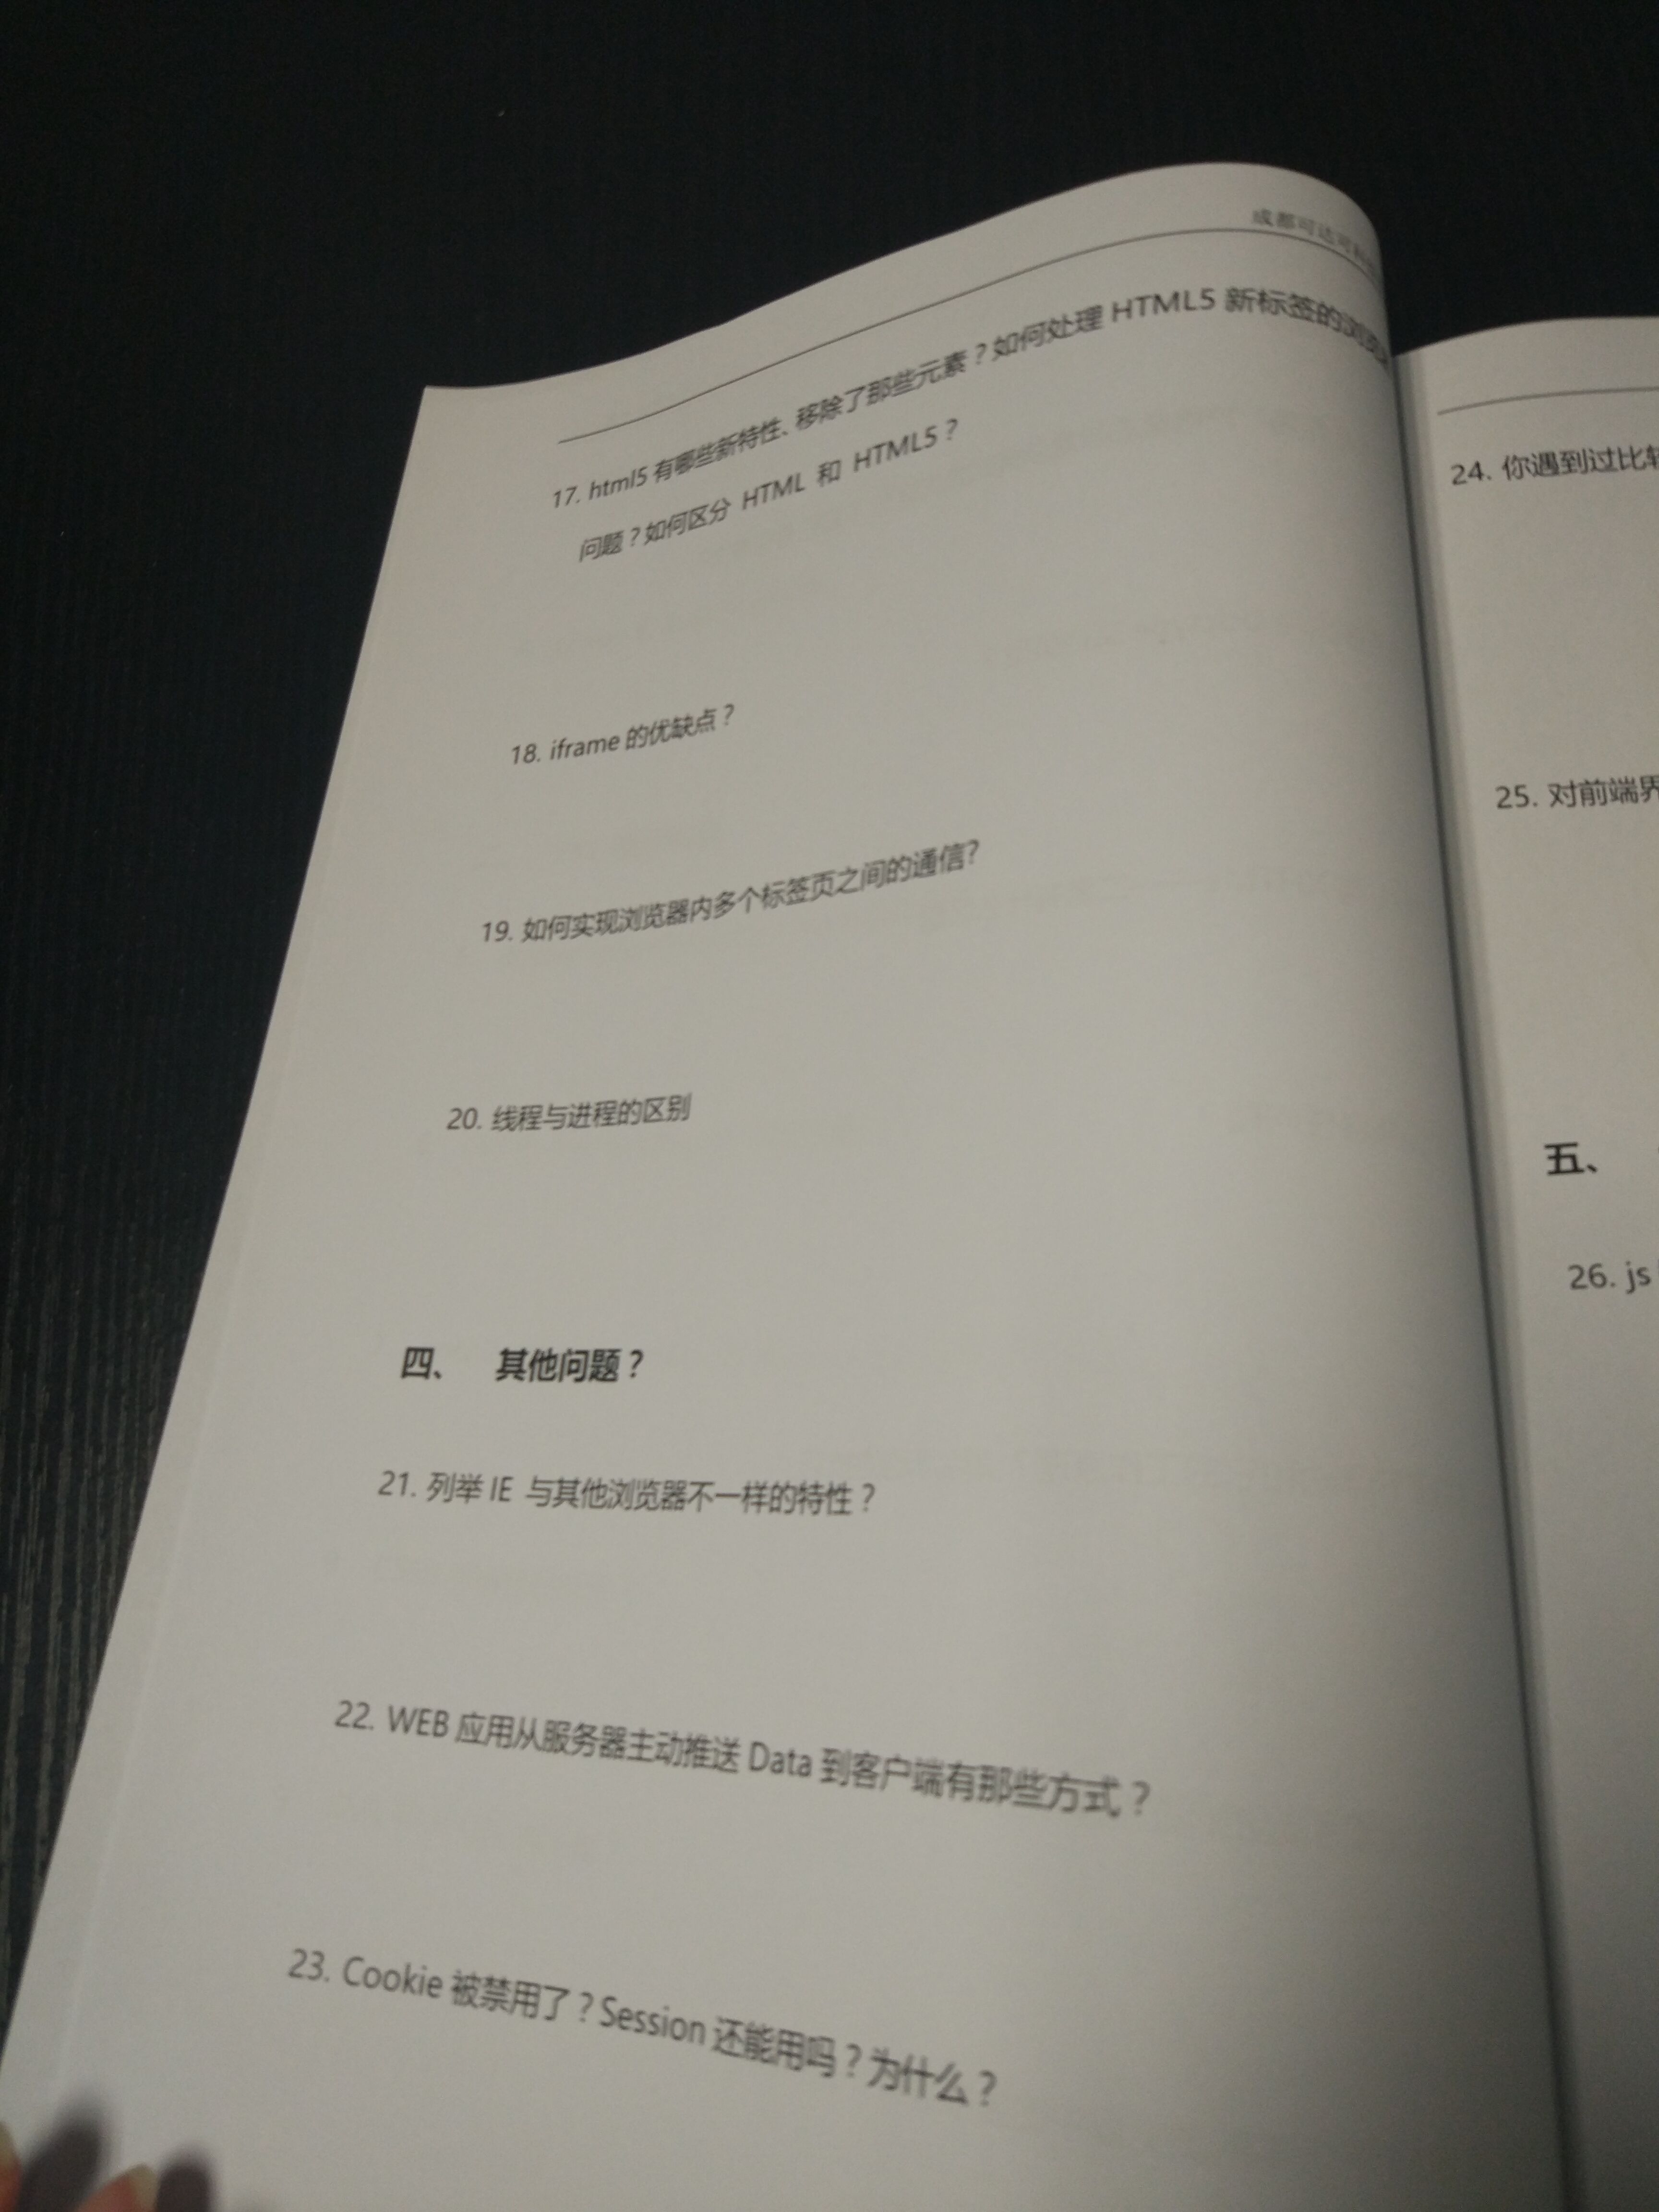 成都可达可
17. html5 有哪些新特性、移除了那些元素？如何处理 HTML5 新标签的浏览
问题？如何区分 HTML 和 HTML5？
18. iframe 的优缺点？
19. 如何实现浏览器内多个标签页之间的通信?
20. 线程与进程的区别
四、 其他问题？
21. 列举 IE 与其他浏览器不一样的特性？
22. WEB 应用从服务器主动推送 Data 到客户端有那些方式？
23. Cookie 被禁用了？Session 还能用吗？为什么？
24. 你遇到过比较
25. 对前端界
五、
26. js